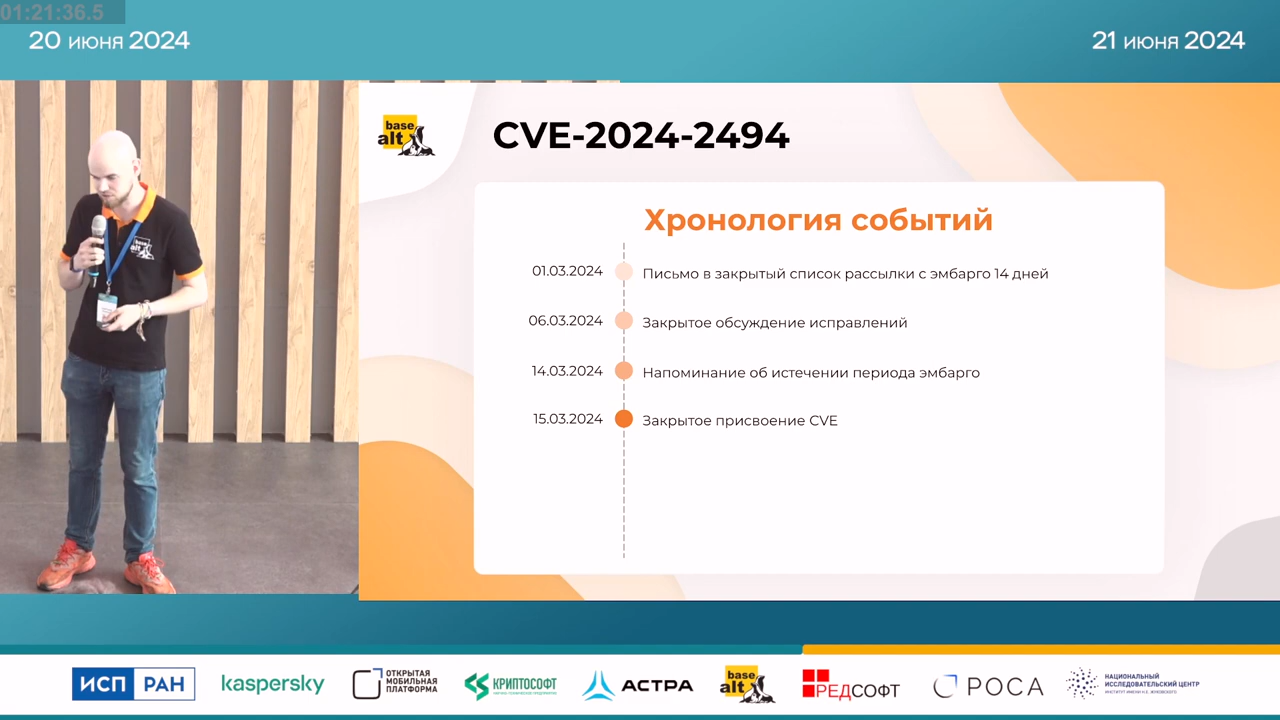 01:21:36.5
20 июня 2024
21 июня 2024
base
alt
CVE-2024-2494
Хронология событий
01.03.2024 Письмо в закрытый список рассылки с эмбарго 14 дней
06.03.2024 Закрытое обсуждение исправлений
14.03.2024 Напоминание об истечении периода эмбарго
15.03.2024 Закрытое присвоение CVE
base
alt
ИСП РАН
kaspersky
ОТКРЫТАЯ
МОБИЛЬНАЯ
ПЛАТФОРМА
КРИПТОСОФТ
АСТРА
base
alt
РЕДСОФТ
РОСА
НАЦИОНАЛЬНЫЙ
ИССЛЕДОВАТЕЛЬСКИЙ ЦЕНТР